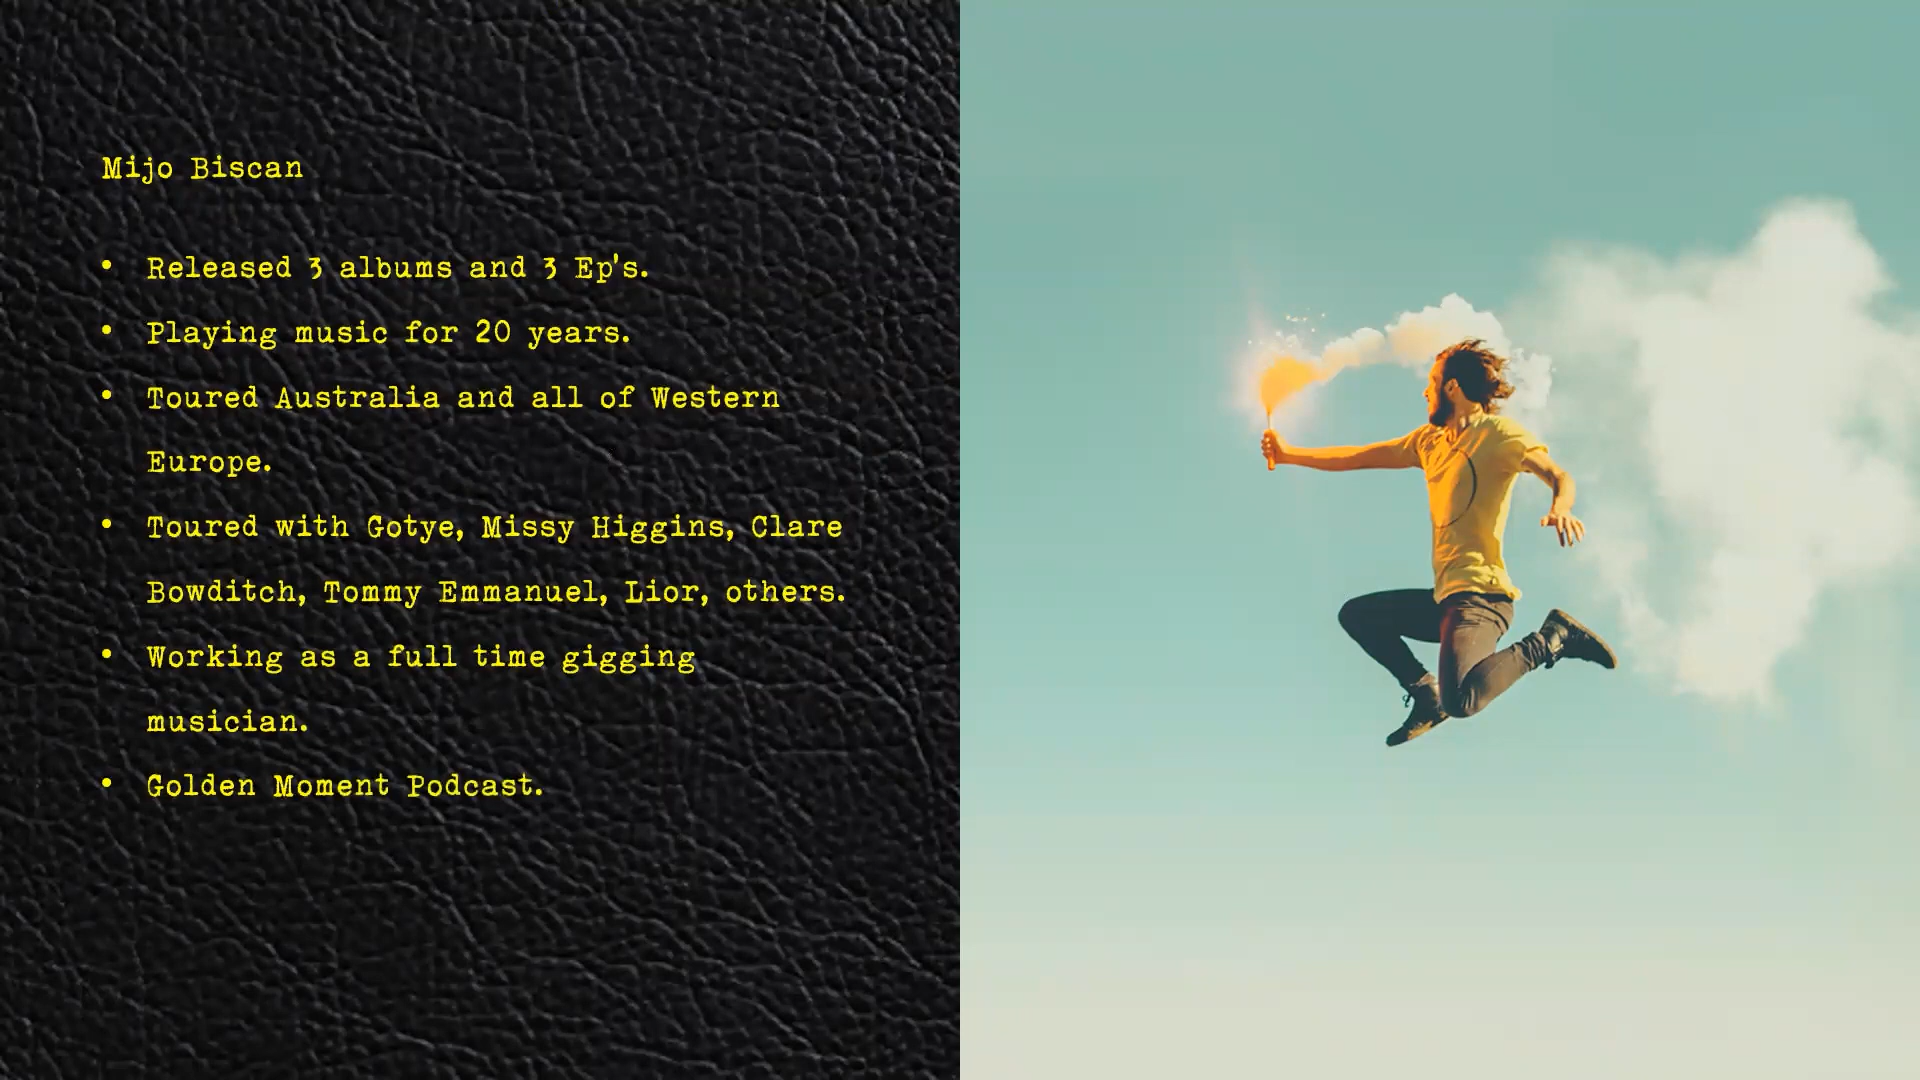 Mijo Biscan
• Released 3 albums and 3 Ep's.
• Playing music for 20 years.
• Toured Australia and all of Western
Europe.
• Toured with Gotye, Missy Higgins, Clare
Bowditch, Tommy Emmanuel, Lior, others.
• Working as a full time gigging
musician.
• Golden Moment Podcast.